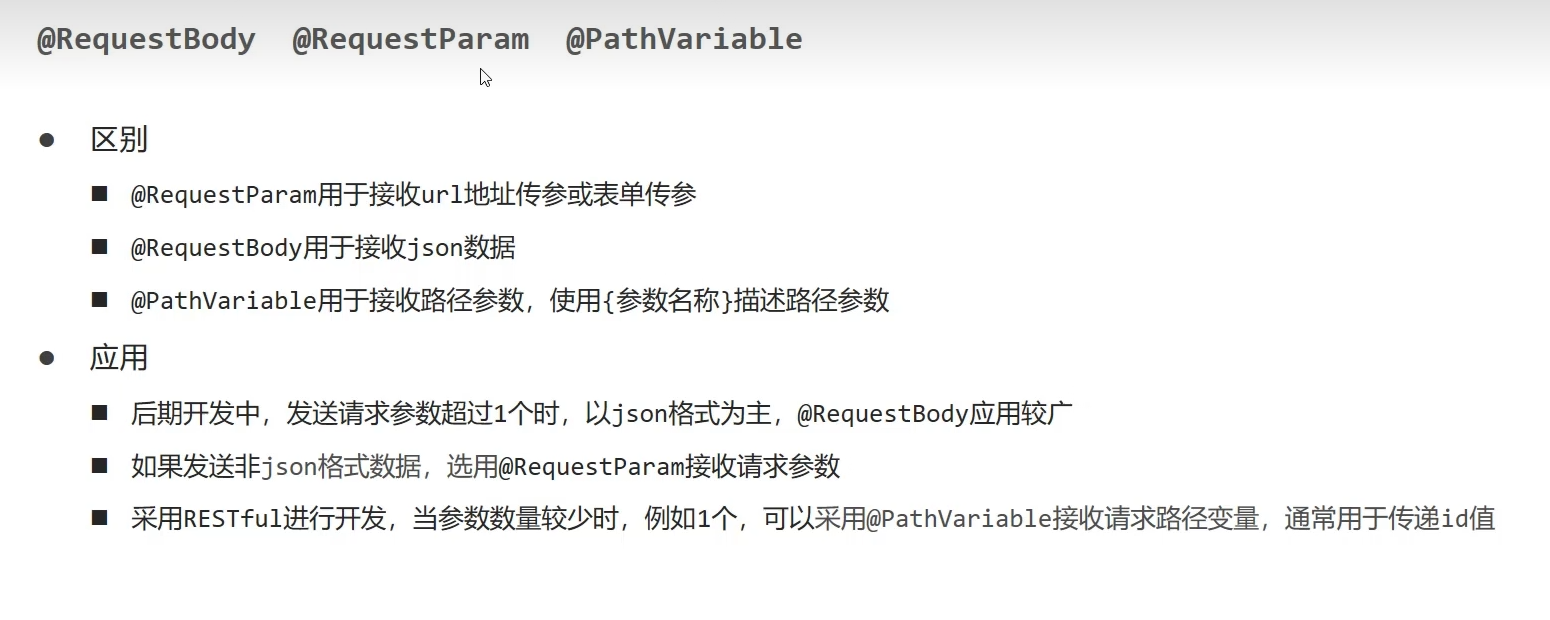 @RequestBody @RequestParam @PathVariable
● 区别
■ @RequestParam用于接收url地址传参或表单传参
■ @RequestBody用于接收json数据
■ @PathVariable用于接收路径参数，使用{参数名称}描述路径参数
● 应用
■ 后期开发中，发送请求参数超过1个时，以json格式为主，@RequestBody应用较广
■ 如果发送非json格式数据，选用@RequestParam接收请求参数
■ 采用RESTful进行开发，当参数数量较少时，例如1个，可以采用@PathVariable接收请求路径变量，通常用于传递id值